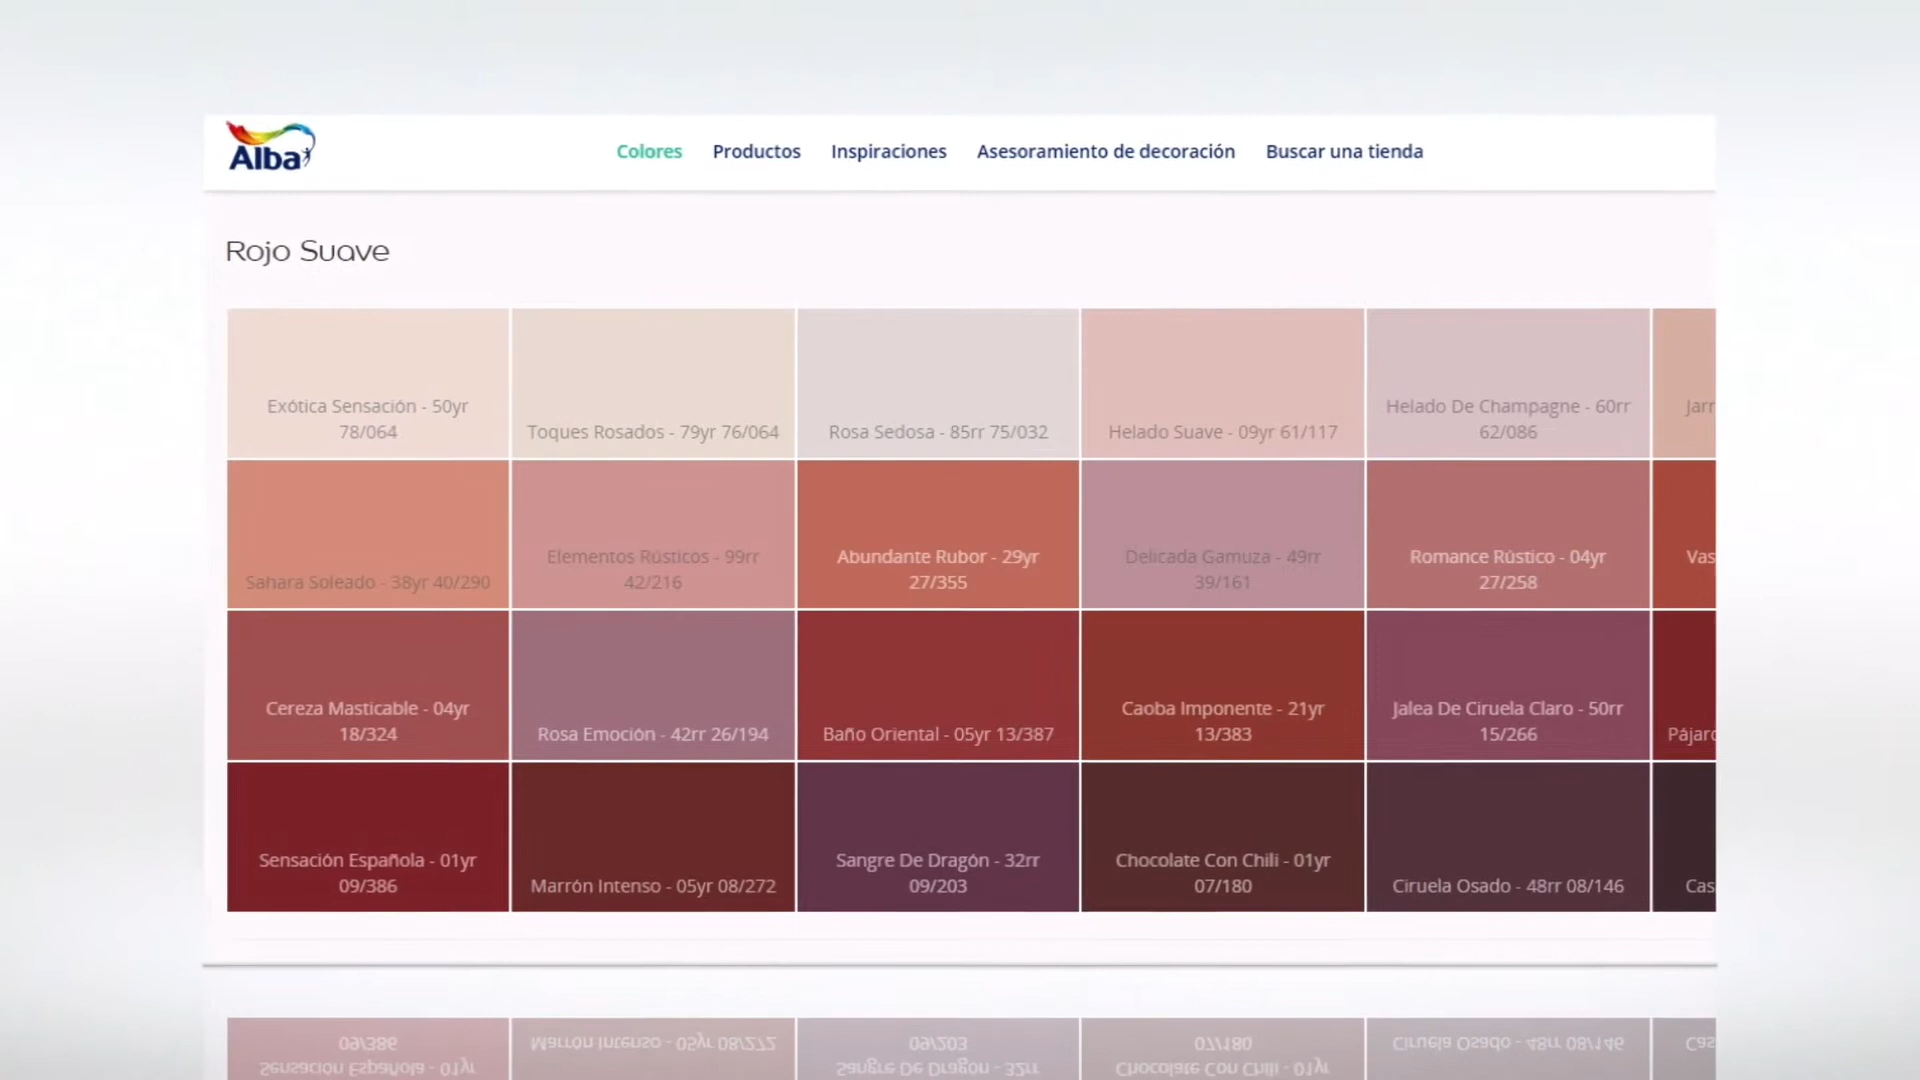 Alba
Colores Productos Inspiraciones Asesoramiento de decoración Buscar una tienda
Rojo Suave
Exótica Sensación - 50yr
78/064
Toques Rosados - 79yr 76/064
Rosa Sedosa - 85rr 75/032
Helado Suave - 09yr 61/117
Helado De Champagne - 60rr
62/086
Jarr
Sahara Soleado - 38yr 40/290
Elementos Rústicos - 99rr
42/216
Abundante Rubor - 29yr
27/355
Delicada Gamuza - 49rr
39/161
Romance Rústico - 04yr
27/258
Vas
Cereza Masticable - 04yr
18/324
Rosa Emoción - 42rr 26/194
Baño Oriental - 05yr 13/387
Caoba Imponente - 21yr
13/383
Jalea De Ciruela Claro - 50rr
15/266
Pájaro
Sensación Española - 01yr
09/386
Marrón Intenso - 05yr 08/272
Sangre De Dragón - 32rr
09/203
Chocolate Con Chili - 01yr
07/180
Ciruela Osado - 48rr 08/146
Cas